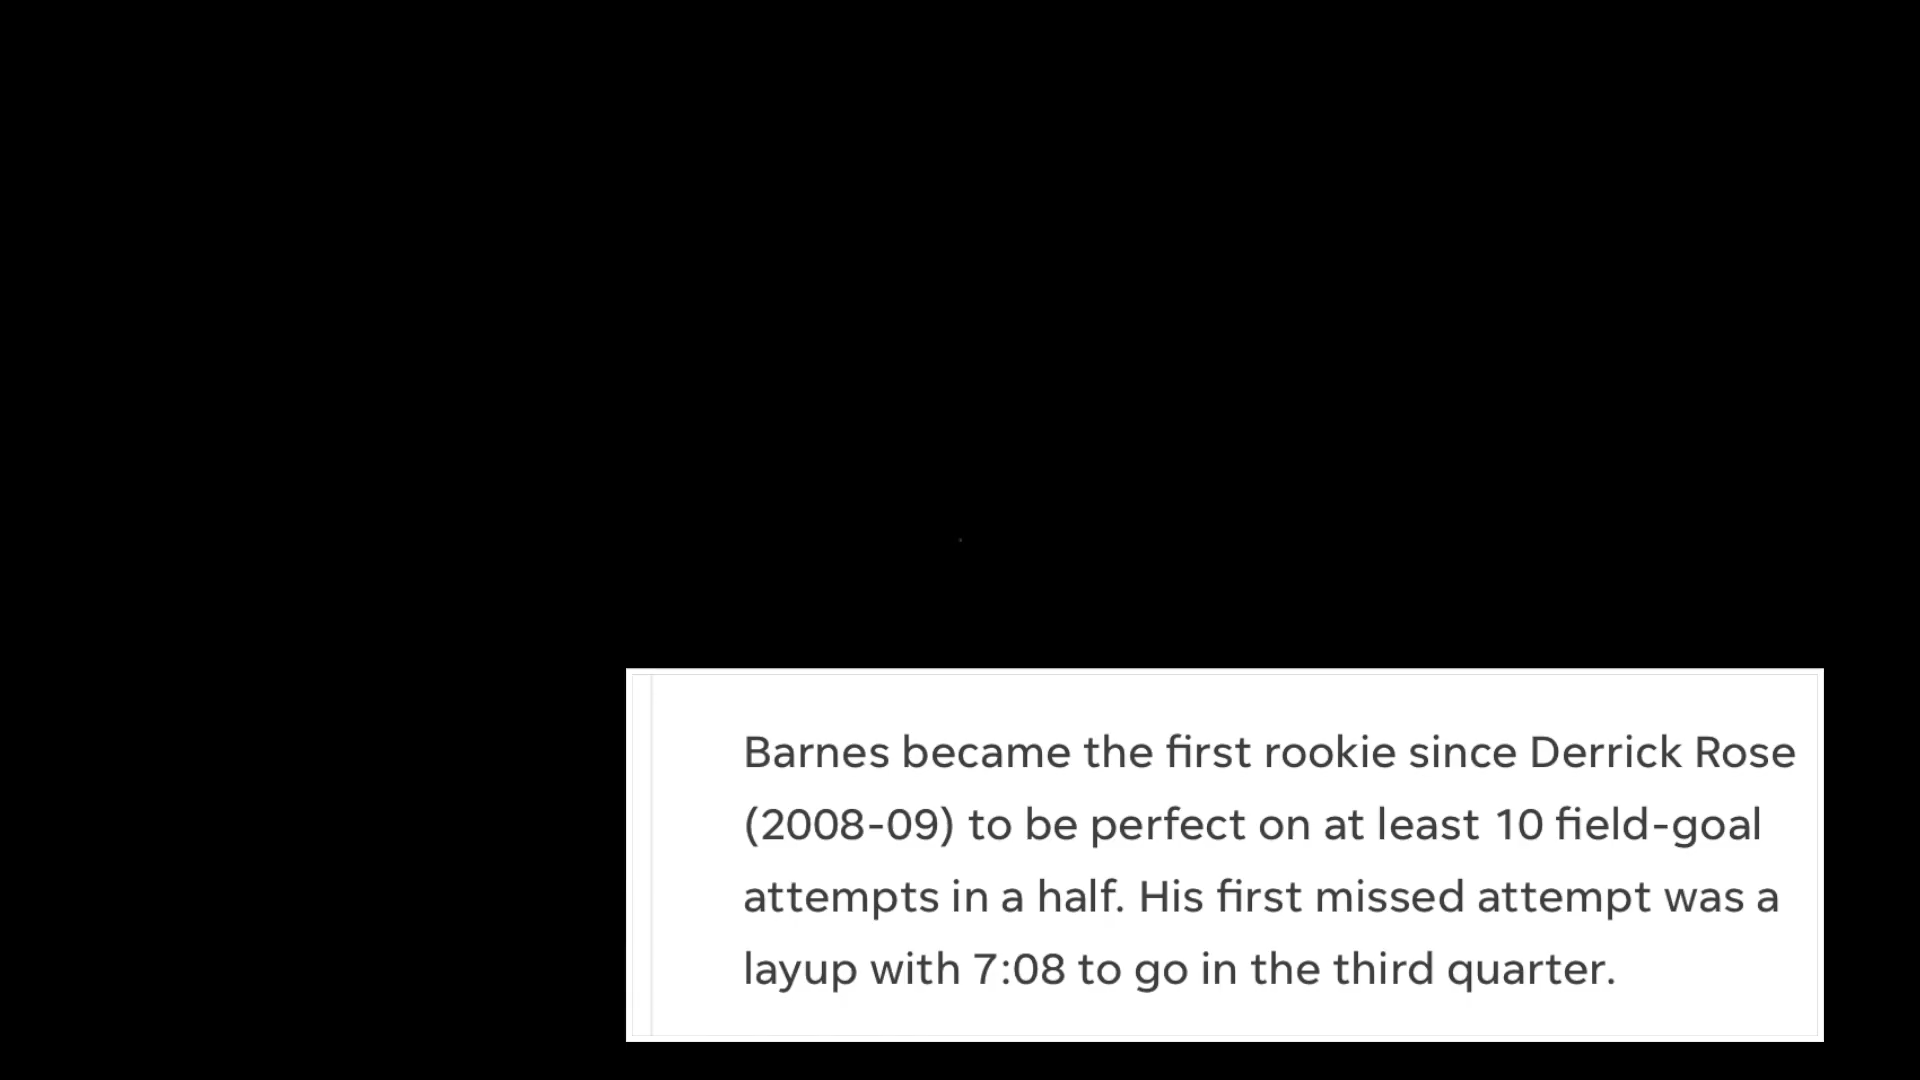 Barnes became the first rookie since Derrick Rose
(2008-09) to be perfect on at least 10 field-goal
attempts in a half. His first missed attempt was a
layup with 7:08 to go in the third quarter.